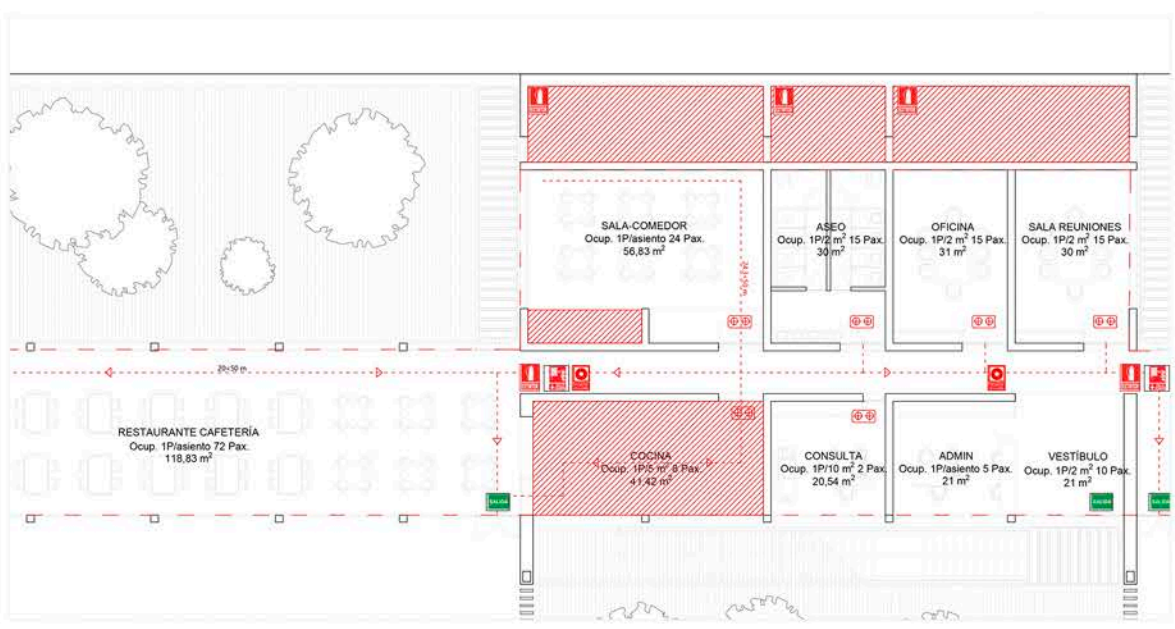 SALA-COMEDOR
Ocup. 1P/asiento 24 Pax.
56,83 m²
ASEO
Ocup. 1P/2 m² 15 Pax.
30 m²
OFICINA
Ocup. 1P/2 m² 15 Pax.
31 m²
SALA REUNIONES
Ocup. 1P/2 m² 15 Pax.
30 m²
20<50 m
RESTAURANTE CAFETERÍA
Ocup. 1P/asiento 72 Pax.
118,83 m²
COCINA
Ocup. 1P/5 m² 8 Pax.
41,42 m²
CONSULTA
Ocup. 1P/10 m² 2 Pax.
20,54 m²
ADMIN
Ocup. 1P/asiento 5 Pax.
21 m²
VESTÍBULO
Ocup. 1P/2 m² 10 Pax.
21 m²
SALIDA
SALIDA
SALIDA